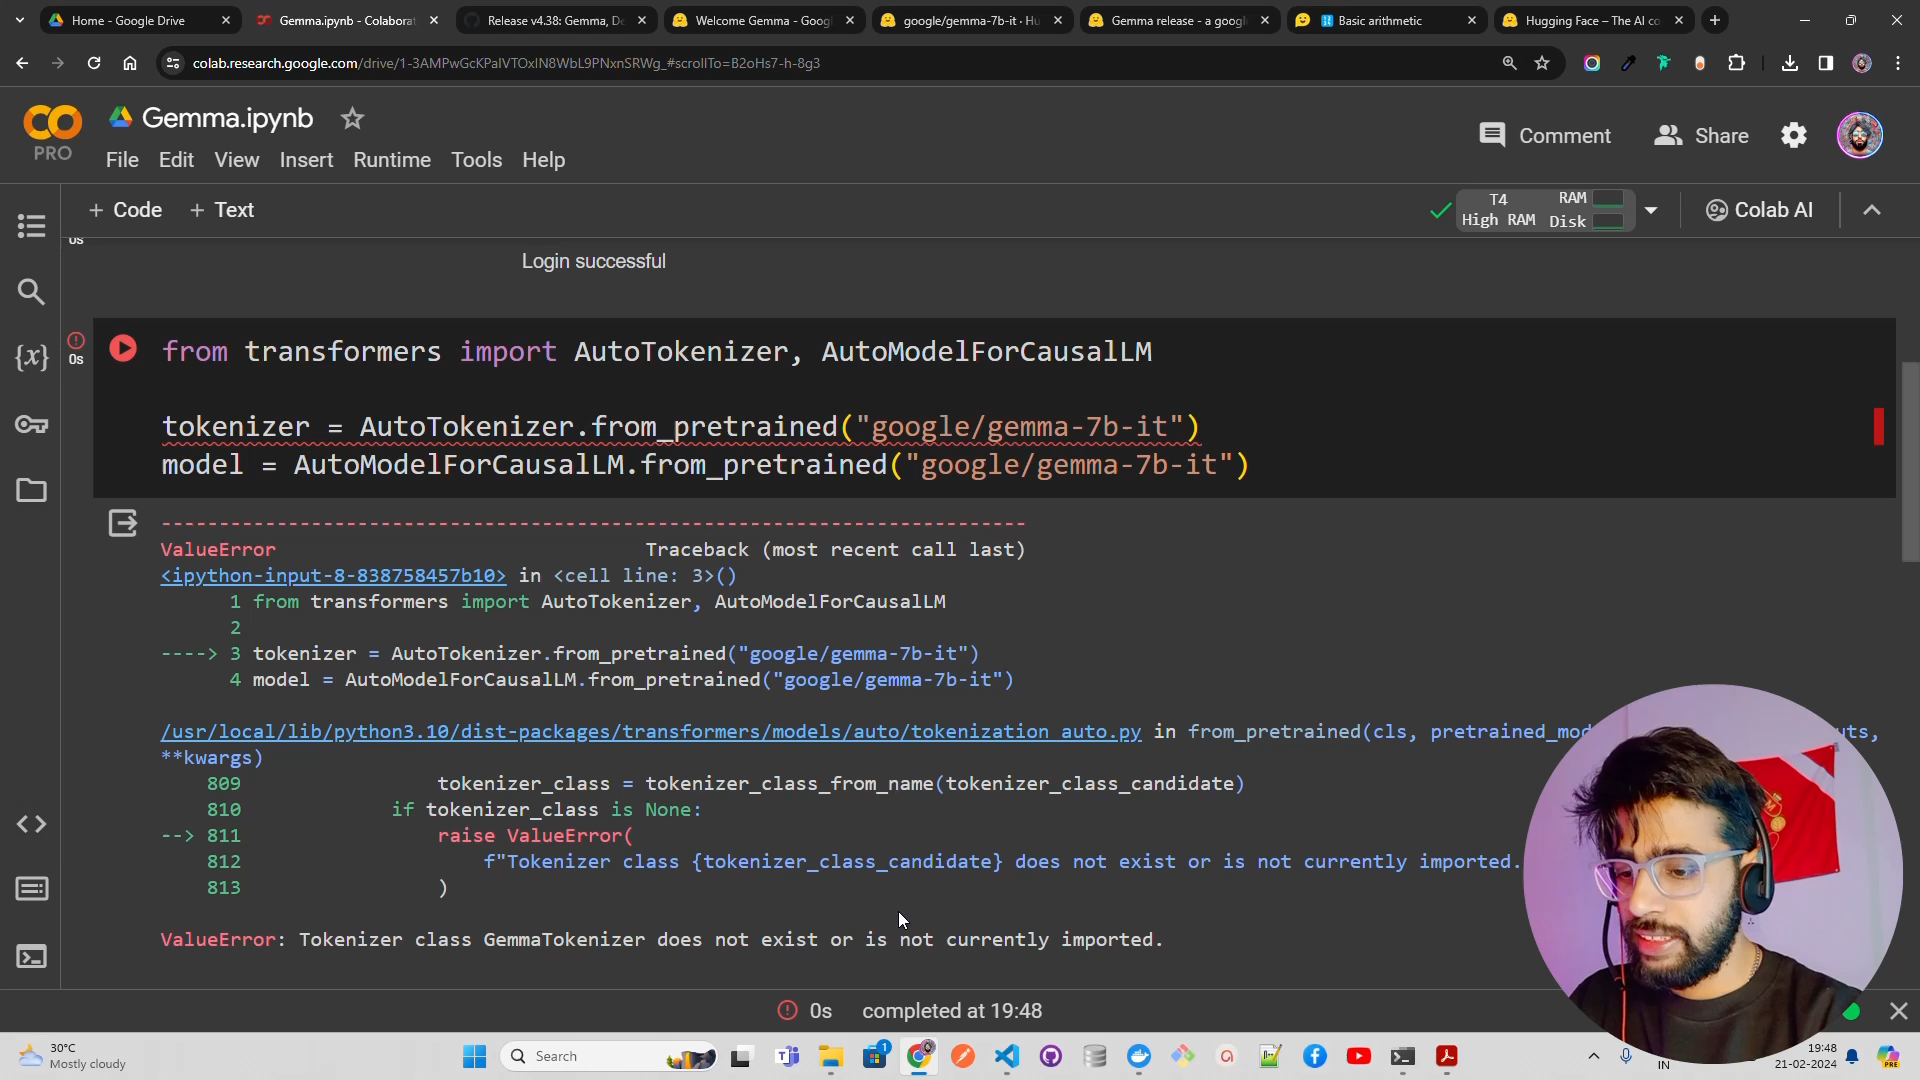 Home - Google Drive
Gemma.ipynb - Colaborat
Release v4.38: Gemma, De
Welcome Gemma - Goog
google/gemma-7b-it · Hu
Gemma release - a googl
Basic arithmetic
Hugging Face – The AI co
colab.research.google.com/drive/1-3AMPwGcKPaIVTOxIN8WbL9PNxnSRWg_#scrollTo=B2oHs7-h-8g3
CO
PRO
Gemma.ipynb
File Edit View Insert Runtime Tools Help
Comment
Share
+ Code + Text
T4 RAM
High RAM Disk
Colab AI
0s
Login successful
0s
from transformers import AutoTokenizer, AutoModelForCausalLM
tokenizer = AutoTokenizer.from_pretrained("google/gemma-7b-it")
model = AutoModelForCausalLM.from_pretrained("google/gemma-7b-it")
---------------------------------------------------------------------------
ValueError Traceback (most recent call last)
<ipython-input-8-838758457b10> in <cell line: 3>()
1 from transformers import AutoTokenizer, AutoModelForCausalLM
2
----> 3 tokenizer = AutoTokenizer.from_pretrained("google/gemma-7b-it")
4 model = AutoModelForCausalLM.from_pretrained("google/gemma-7b-it")
/usr/local/lib/python3.10/dist-packages/transformers/models/auto/tokenization_auto.py in from_pretrained(cls, pretrained_mod uts,
**kwargs)
809 tokenizer_class = tokenizer_class_from_name(tokenizer_class_candidate)
810 if tokenizer_class is None:
--> 811 raise ValueError(
812 f"Tokenizer class {tokenizer_class_candidate} does not exist or is not currently imported.
813 )
ValueError: Tokenizer class GemmaTokenizer does not exist or is not currently imported.
0s completed at 19:48
30°C
Mostly cloudy
Search
1
IN
19:48
21-02-2024
PRE